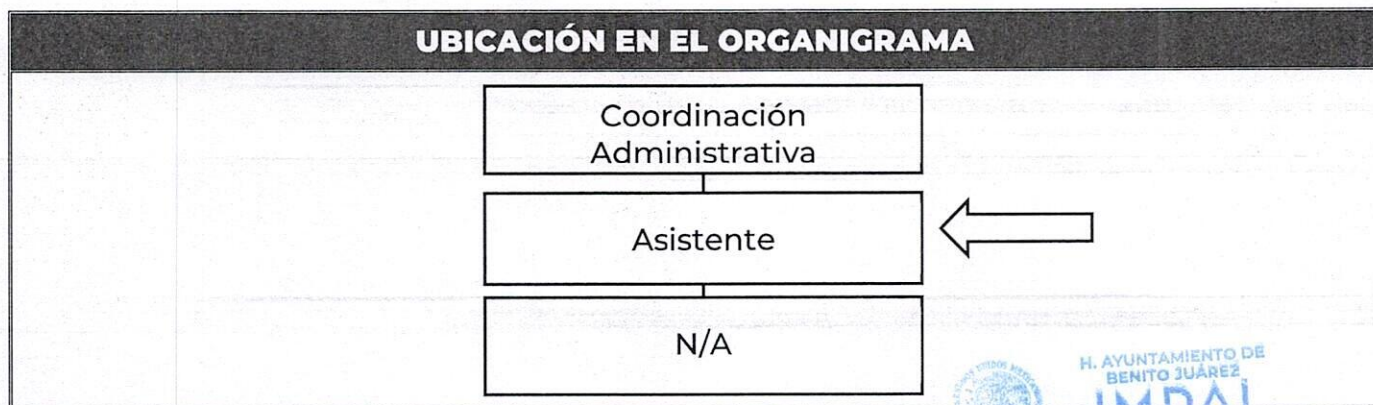 UBICACIÓN EN EL ORGANIGRAMA
Coordinación
Administrativa
Asistente
N/A
H. AYUNTAMIENTO DE
BENITO JUÁREZ